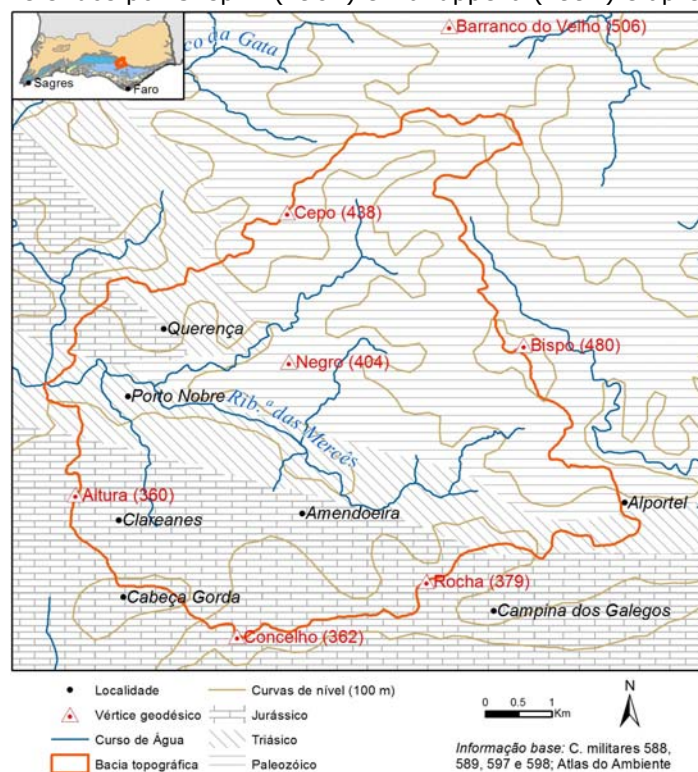 Barranco do Velho (506)
co da Gata
Sagres
Faro
Cepo (438)
Querença
Bispo (480)
Negro (404)
Porto Nobre
Rib.ª das Mercês
Altura (360)
Alportel
Clareanes
Amendoeira
Rocha (379)
Cabeça Gorda
Campina dos Galegos
Concelho (362)
Localidade
Curvas de nível (100 m)
Vértice geodésico
Jurássico
Curso de Água
Triásico
Bacia topográfica
Paleozóico
0 0.5 1
Km
N
Informação base: C. militares 588,
589, 597 e 598; Atlas do Ambiente